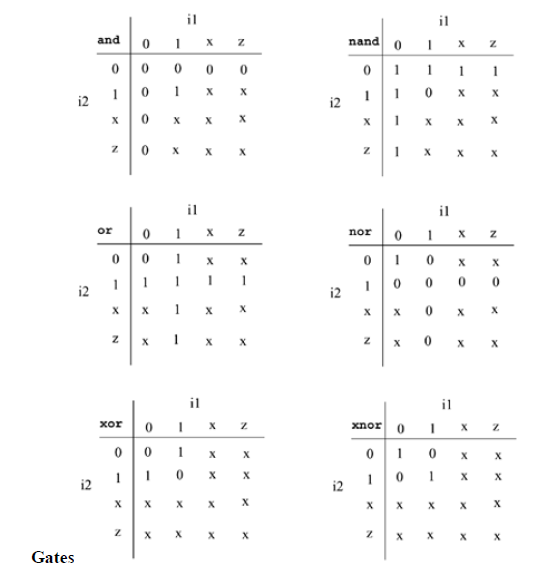 i1
and 0 1 x z
0 0 0 0 0
i2
1 0 1 x x
x 0 x x x
z 0 x x x
i1
nand 0 1 x z
0 1 1 1 1
i2
1 1 0 x x
x 1 x x x
z 1 x x x
i1
or 0 1 x z
0 0 1 x x
i2
1 1 1 1 1
x x 1 x x
z x 1 x x
i1
nor 0 1 x z
0 1 0 x x
i2
1 0 0 0 0
x x 0 x x
z x 0 x x
i1
xor 0 1 x z
0 0 1 x x
i2
1 1 0 x x
x x x x x
z x x x x
i1
xnor 0 1 x z
0 1 0 x x
i2
1 0 1 x x
x x x x x
z x x x x
Gates